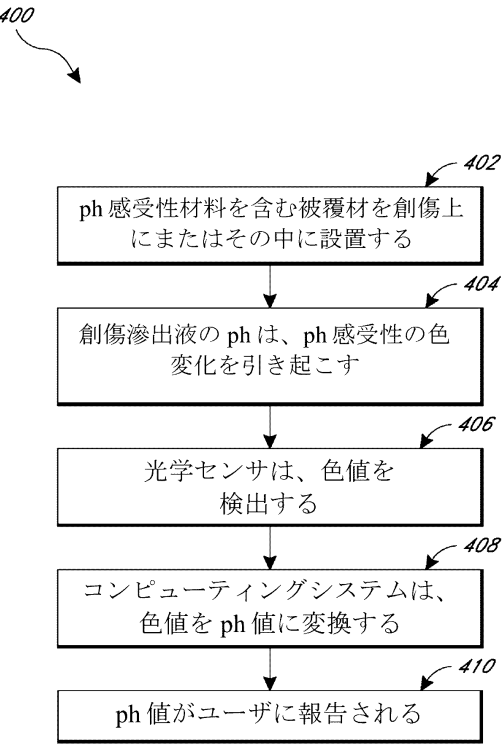 400
402
ph 感受性材料を含む被覆材を創傷上
にまたはその中に設置する
404
創傷滲出液の ph は、ph 感受性の色
変化を引き起こす
406
光学センサは、色値を
検出する
408
コンピューティングシステムは、
色値を ph 値に変換する
410
ph 値がユーザに報告される